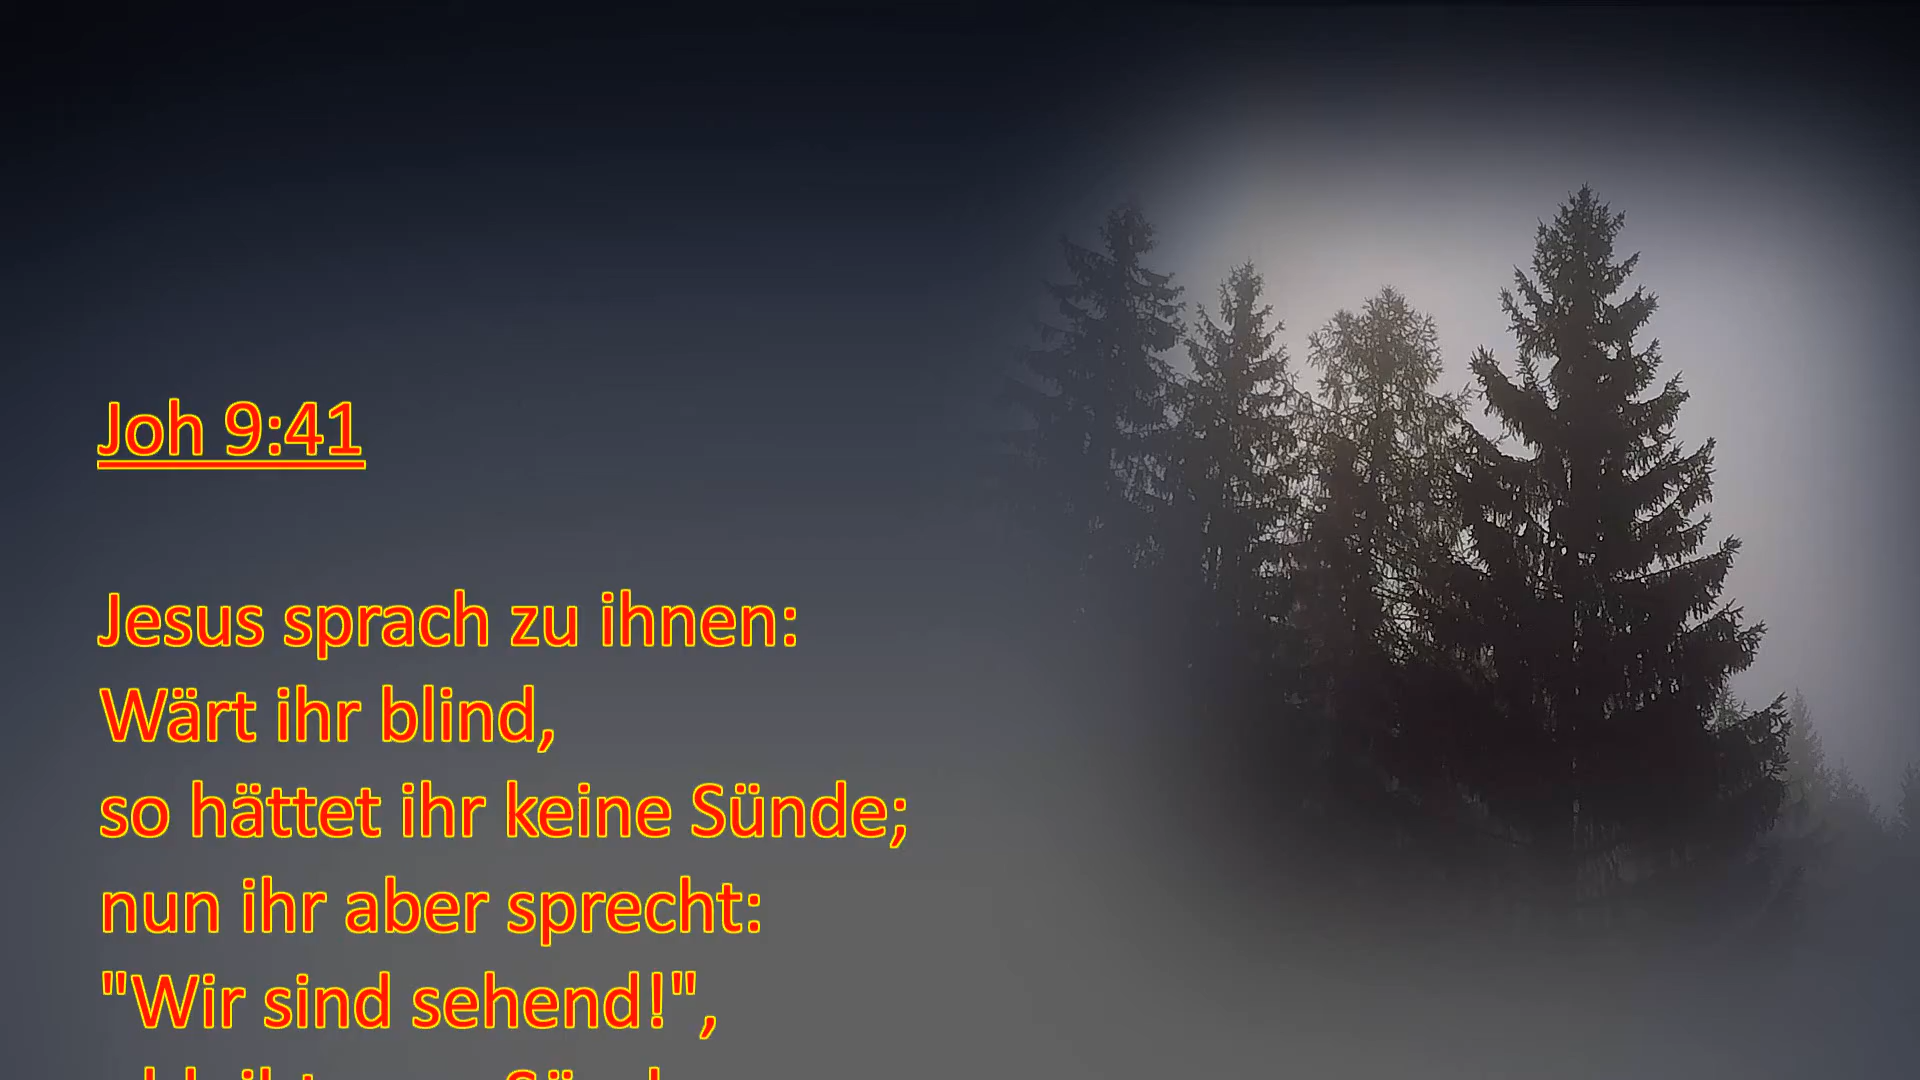 Joh 9:41
Jesus sprach zu ihnen:
Wärt ihr blind,
so hättet ihr keine Sünde;
nun ihr aber sprecht:
"Wir sind sehend!",